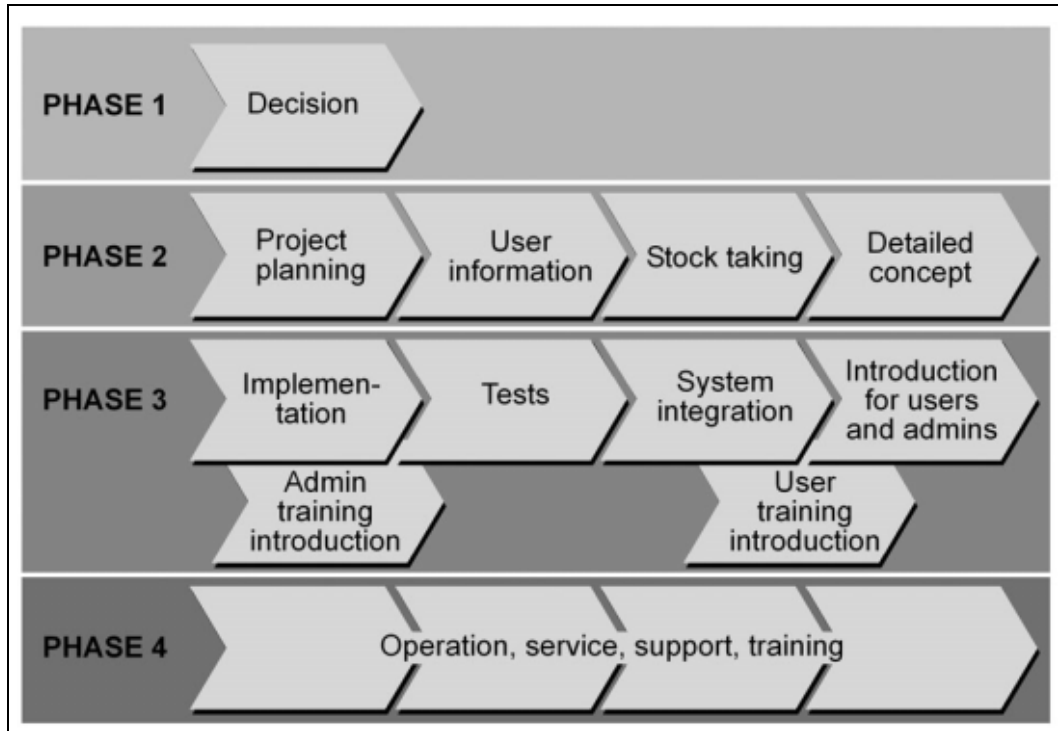 PHASE 1
Decision
PHASE 2
Project
planning
User
information
Stock taking
Detailed
concept
PHASE 3
Implemen-
tation
Tests
System
integration
Introduction
for users
and admins
Admin
training
introduction
User
training
introduction
PHASE 4
Operation, service, support, training